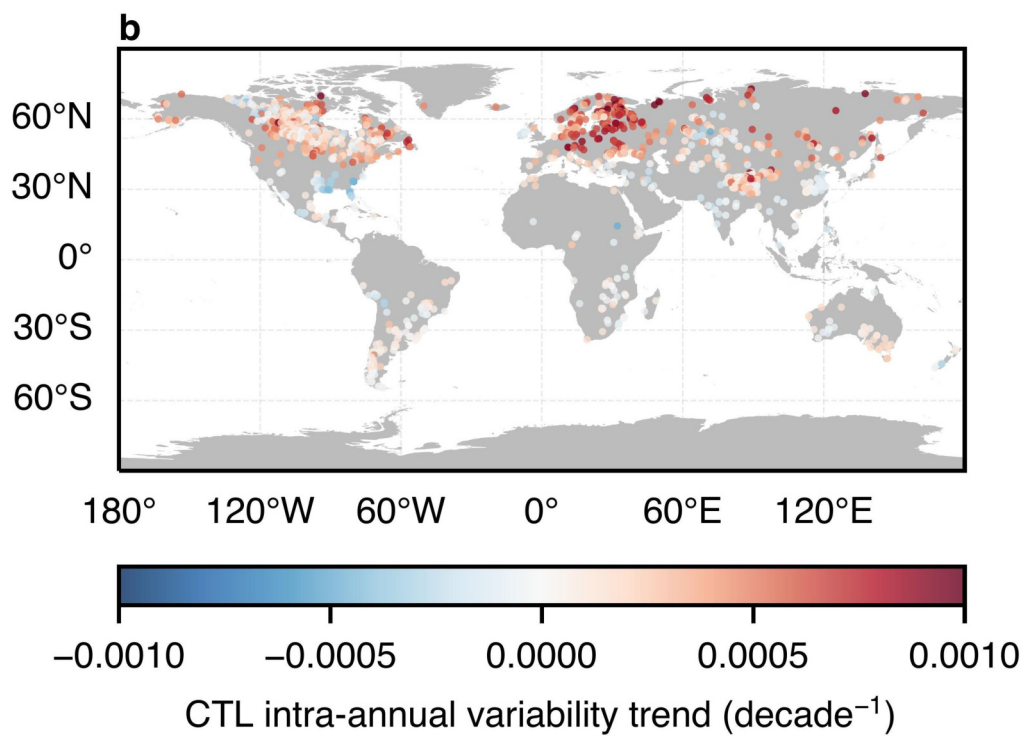 b
60°N
30°N
0°
30°S
60°S
180° 120°W 60°W 0° 60°E 120°E
−0.0010 −0.0005 0.0000 0.0005 0.0010
CTL intra-annual variability trend (decade⁻¹)